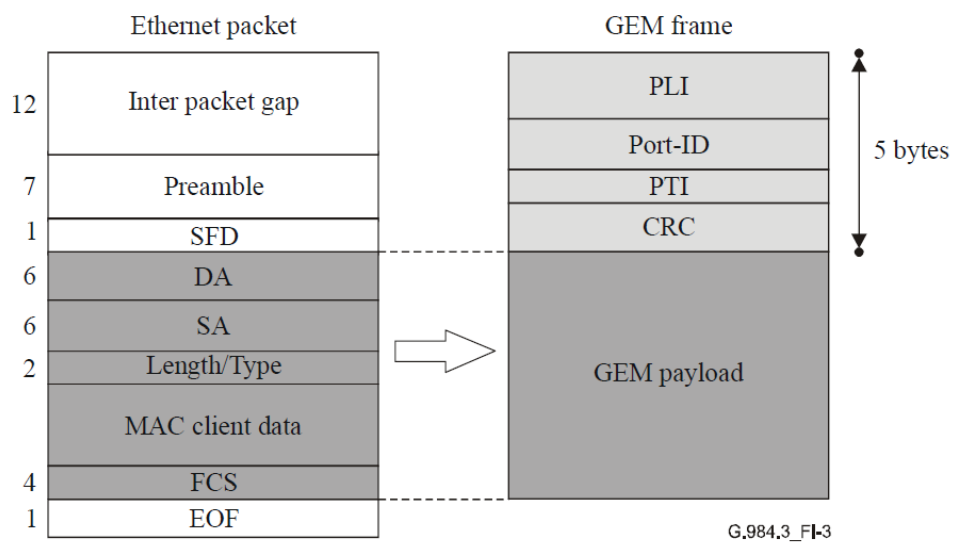 Ethernet packet
GEM frame
12
Inter packet gap
7
Preamble
1
SFD
6
DA
6
SA
2
Length/Type
MAC client data
4
FCS
1
EOF
PLI
Port-ID
PTI
CRC
5 bytes
GEM payload
G.984.3_FI-3